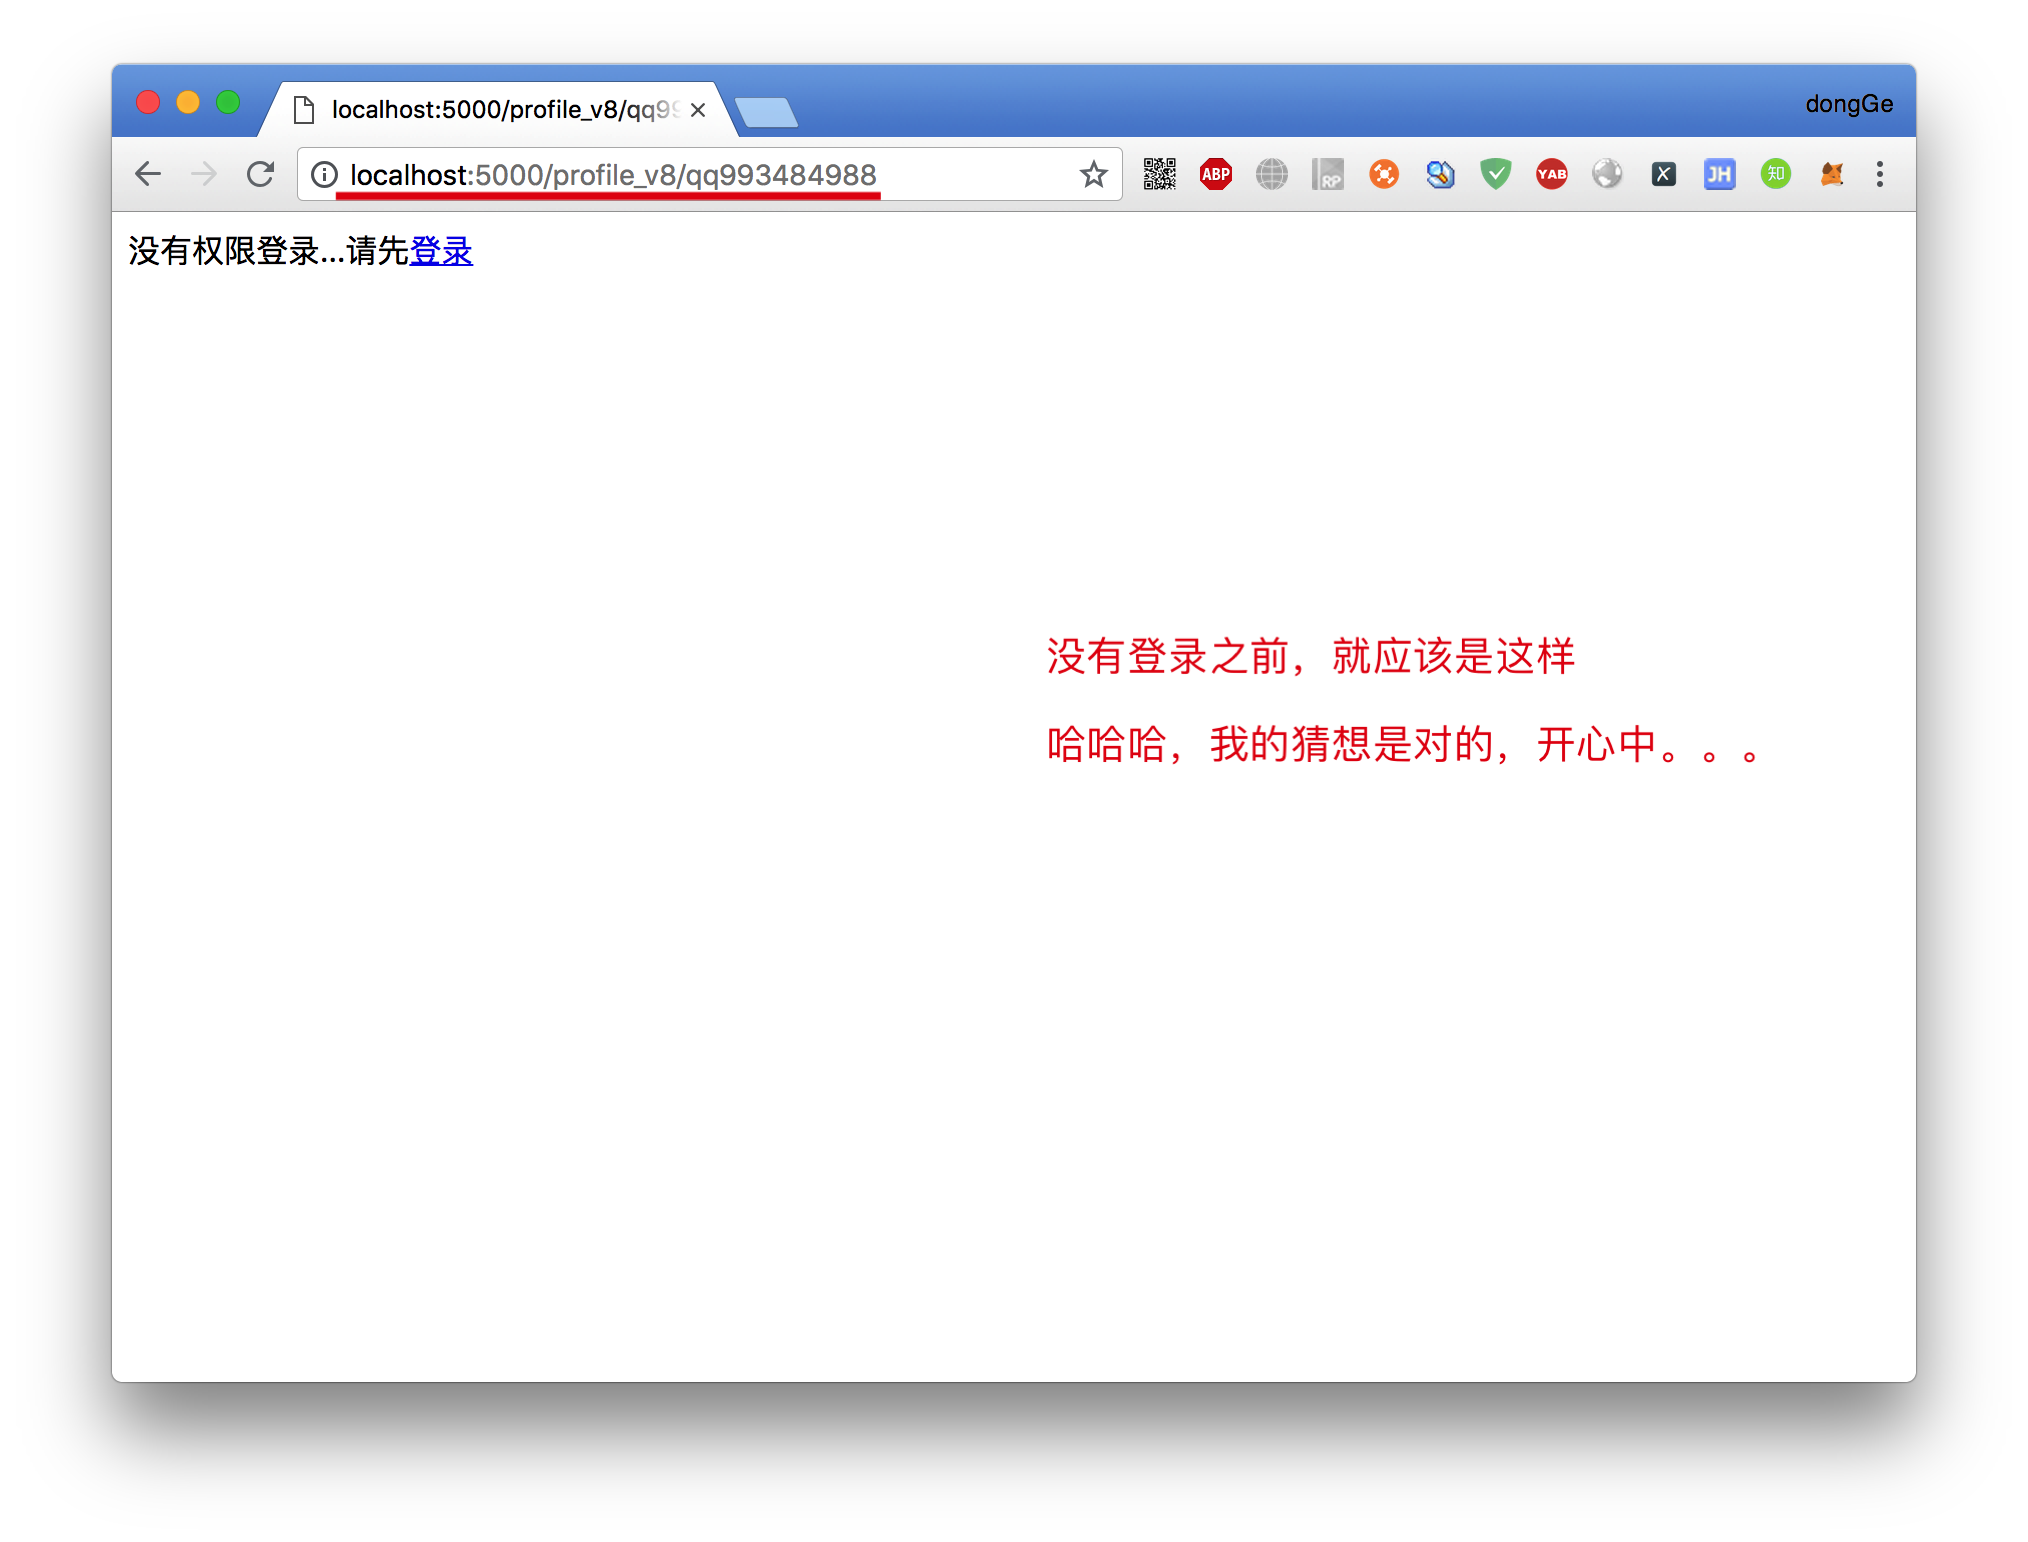 localhost:5000/profile_v8/qq99
dongGe
localhost:5000/profile_v8/qq993484988
ABP
RP
YAB
X
JH
知
没有权限登录...请先登录
没有登录之前，就应该是这样
哈哈哈，我的猜想是对的，开心中。。。